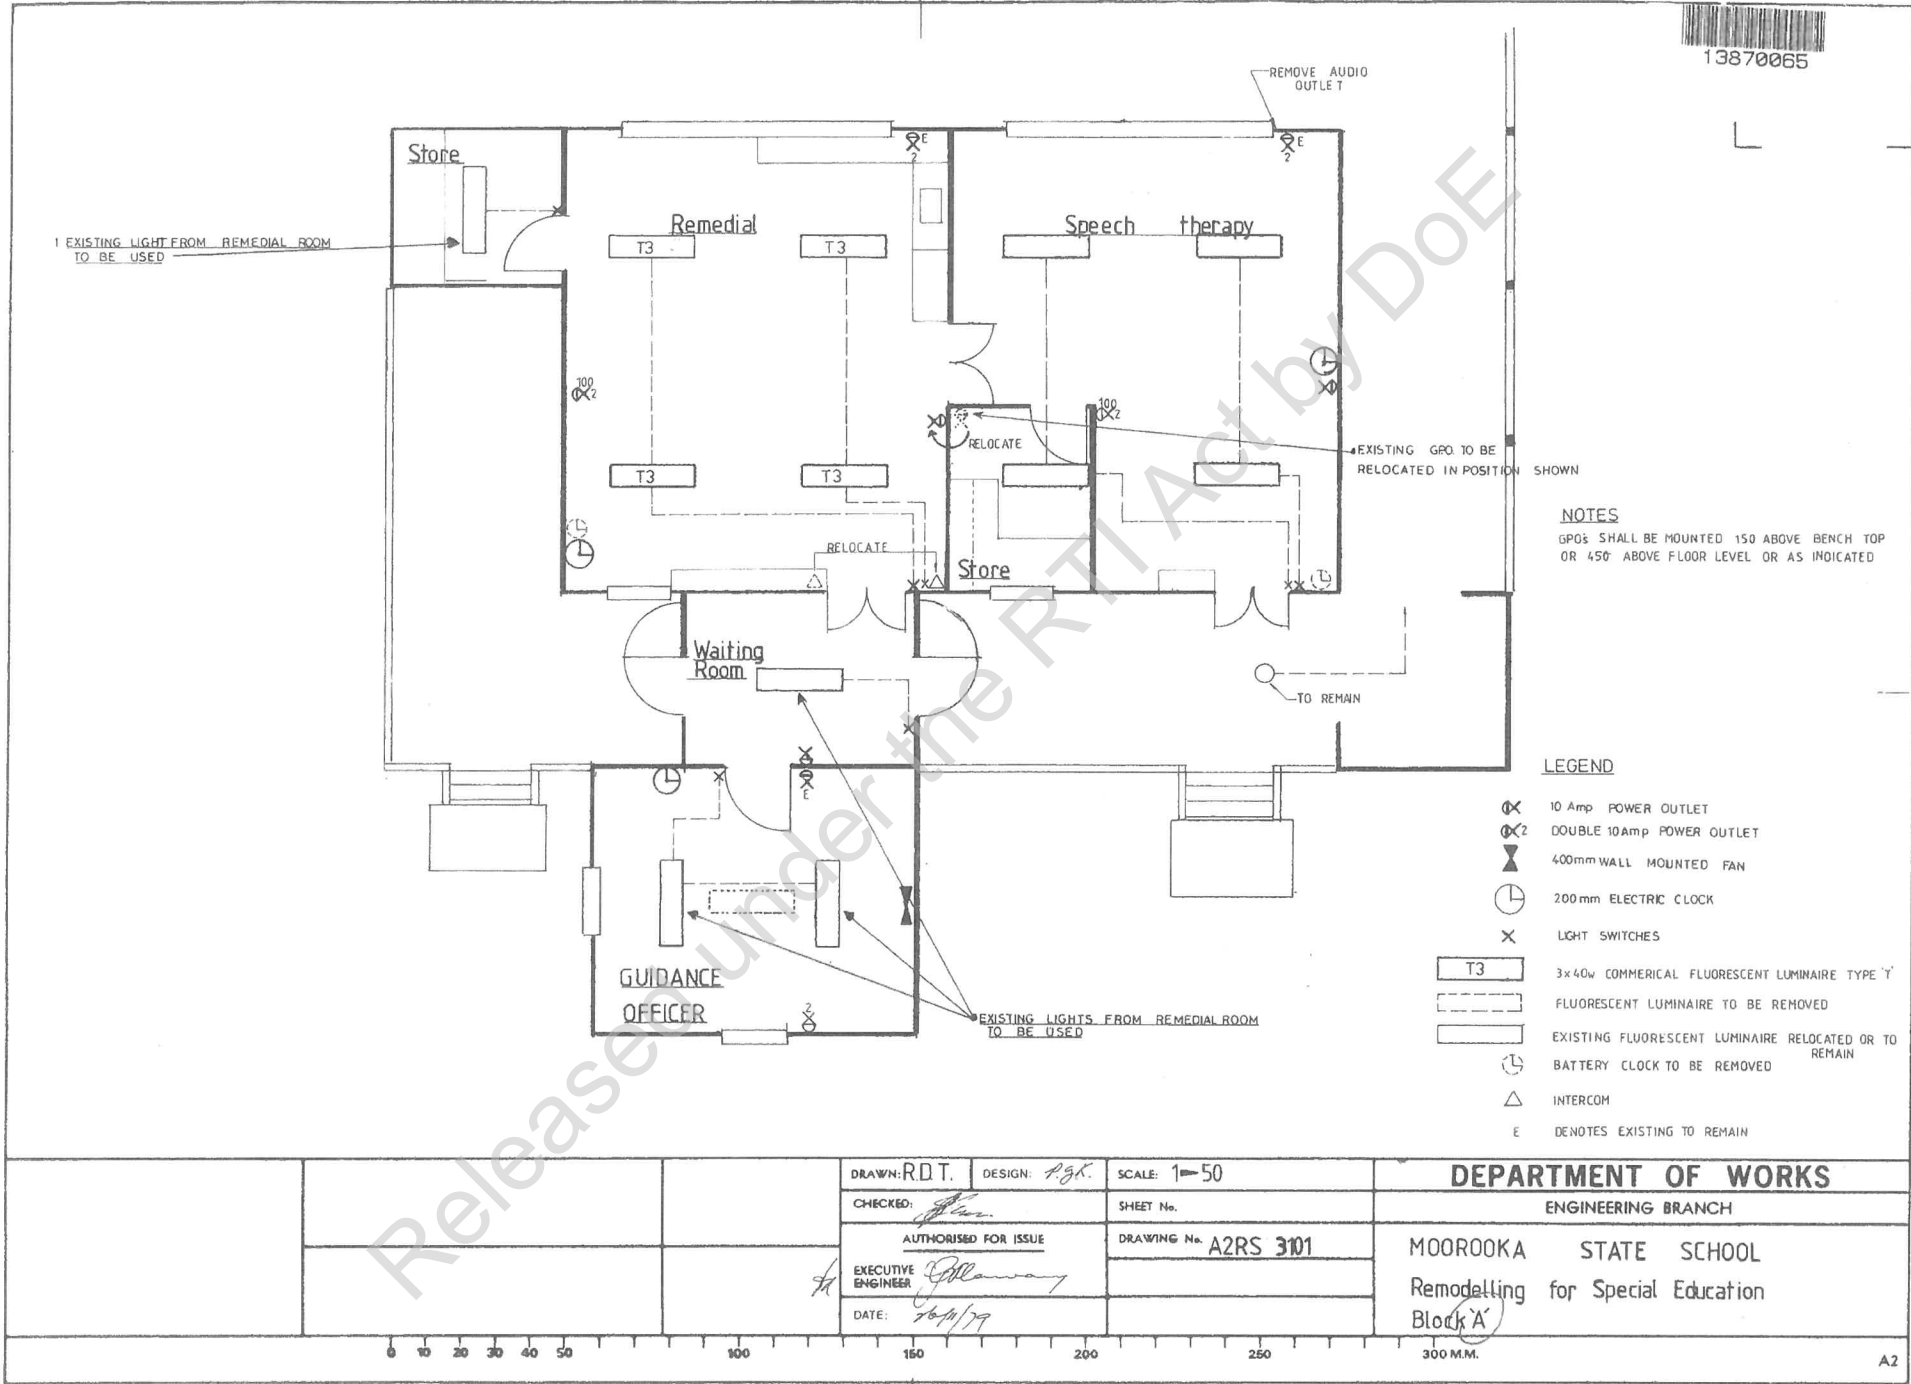 13870065
REMOVE AUDIO
OUTLET
Store
E
2
E
2
Remedial
Speech therapy
1 EXISTING LIGHT FROM REMEDIAL ROOM
TO BE USED
T3
T3
100
2
100
2
RELOCATE
EXISTING GPO. TO BE
RELOCATED IN POSITION SHOWN
T3
T3
NOTES
GPOs SHALL BE MOUNTED 150 ABOVE BENCH TOP
OR 450 ABOVE FLOOR LEVEL OR AS INDICATED
RELOCATE
Store
Waiting
Room
TO REMAIN
E
LEGEND
10 Amp POWER OUTLET
2 DOUBLE 10Amp POWER OUTLET
400mm WALL MOUNTED FAN
200mm ELECTRIC CLOCK
LIGHT SWITCHES
T3 3x40w COMMERICAL FLUORESCENT LUMINAIRE TYPE 'T'
FLUORESCENT LUMINAIRE TO BE REMOVED
EXISTING FLUORESCENT LUMINAIRE RELOCATED OR TO
REMAIN
BATTERY CLOCK TO BE REMOVED
INTERCOM
E DENOTES EXISTING TO REMAIN
GUIDANCE
OFFICER
2
EXISTING LIGHTS FROM REMEDIAL ROOM
TO BE USED
Released under the RTI Act by DoE
DRAWN: R.D.T. DESIGN: P.J.K. SCALE: 1-50
CHECKED:
SHEET No.
AUTHORISED FOR ISSUE
DRAWING No. A2RS 3101
EXECUTIVE
ENGINEER
DATE:
DEPARTMENT OF WORKS
ENGINEERING BRANCH
MOOROOKA STATE SCHOOL
Remodelling for Special Education
Block 'A'
0 10 20 30 40 50 100 150 200 250 300 M.M.
A2